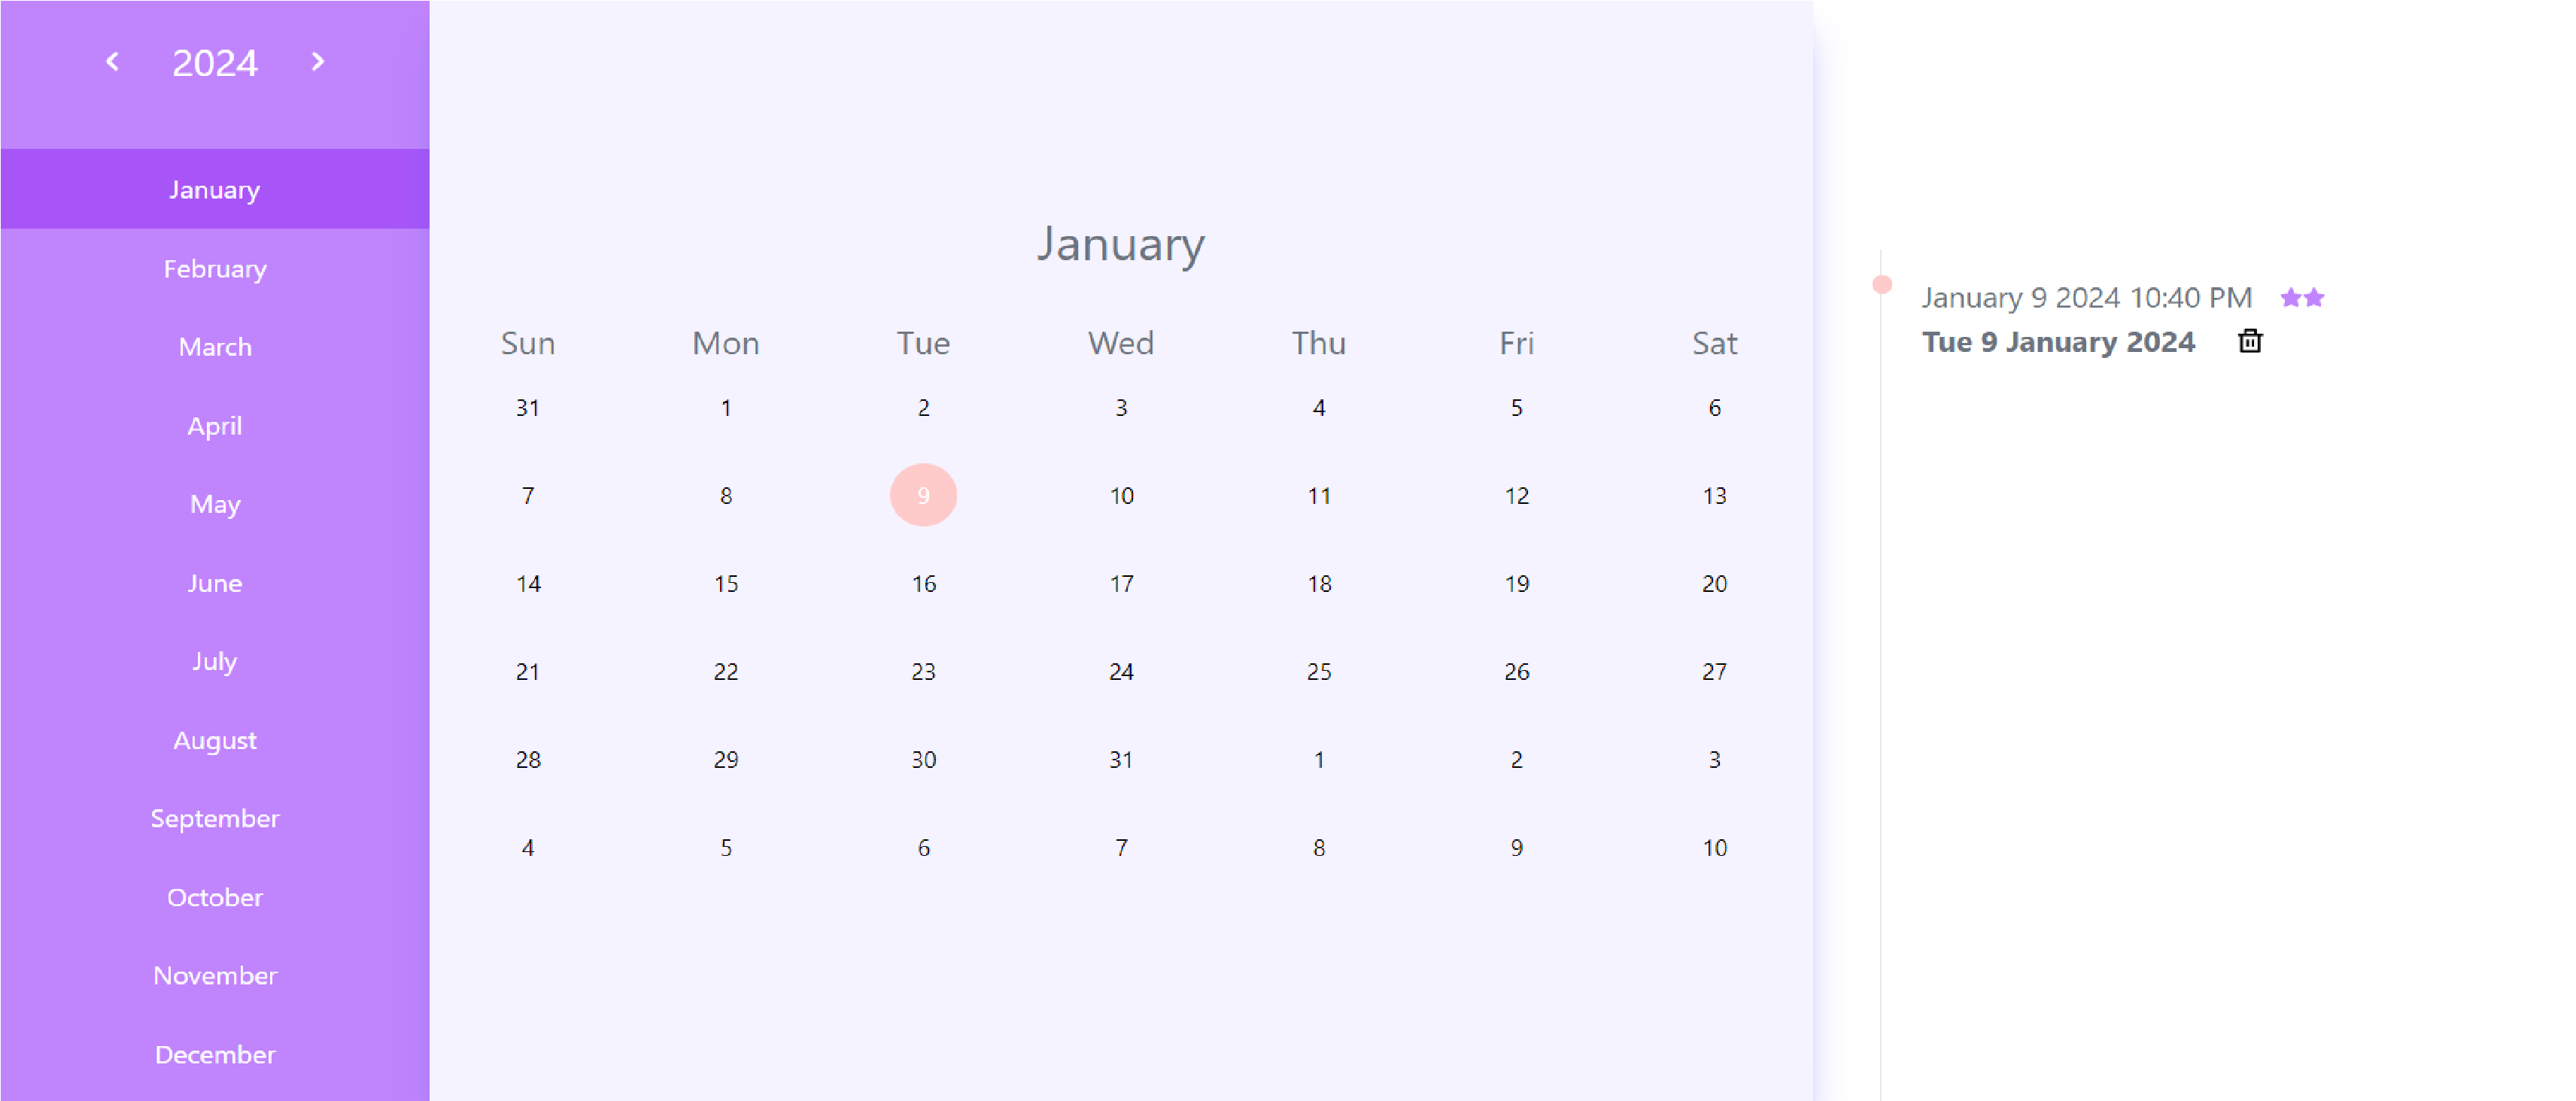 2024
January
February
March
April
May
June
July
August
September
October
November
December
January
Sun Mon Tue Wed Thu Fri Sat
31 1 2 3 4 5 6
7 8 9 10 11 12 13
14 15 16 17 18 19 20
21 22 23 24 25 26 27
28 29 30 31 1 2 3
4 5 6 7 8 9 10
January 9 2024 10:40 PM
Tue 9 January 2024